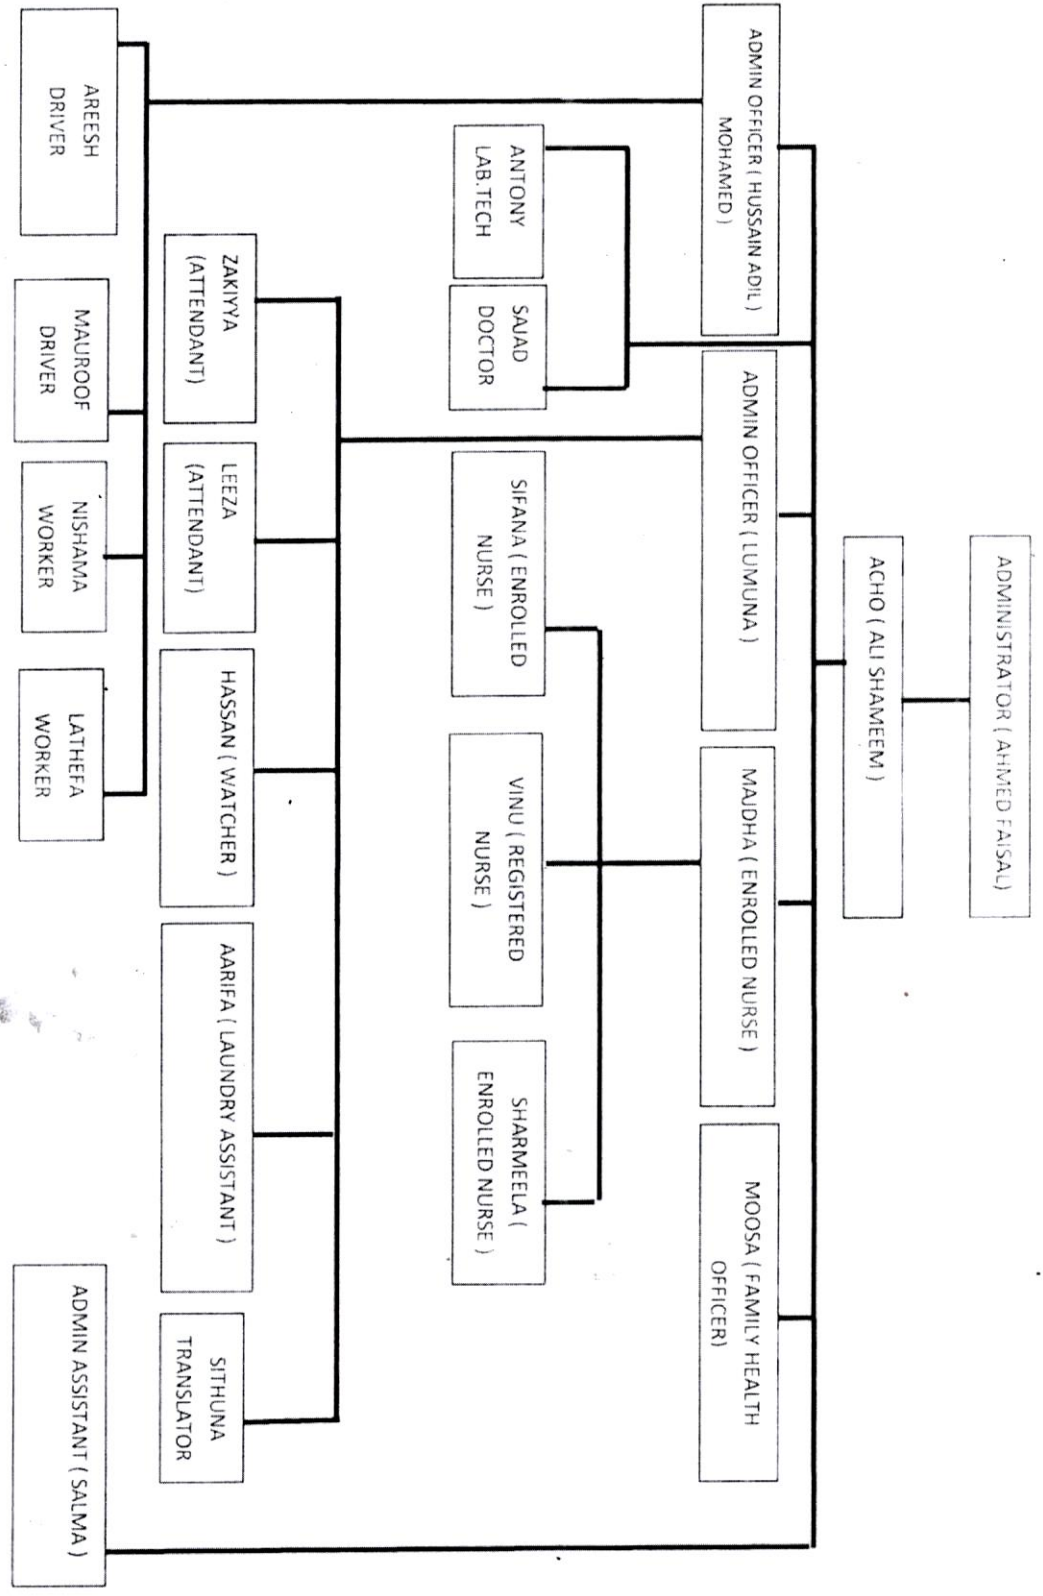 ADMINISTRATOR ( AHMED FAISAL)
ACHO ( ALI SHAMEEM )
ADMIN OFFICER ( HUSSAIN ADIL )
MOHAMED )
ADMIN OFFICER ( LUMUNA )
MAJDHA ( ENROLLED NURSE )
MOOSA ( FAMILY HEALTH
OFFICER)
ANTONY
LAB.TECH
SAJAD
DOCTOR
SIFANA ( ENROLLED
NURSE )
VINU ( REGISTERED
NURSE )
SHARMEELA (
ENROLLED NURSE )
ZAKIYYA
(ATTENDANT)
LEEZA
(ATTENDANT)
HASSAN ( WATCHER )
AARIFA ( LAUNDRY ASSISTANT )
SITHUNA
TRANSLATOR
AREESH
DRIVER
MAUROOF
DRIVER
NISHAMA
WORKER
LATHEFA
WORKER
ADMIN ASSISTANT ( SALMA )